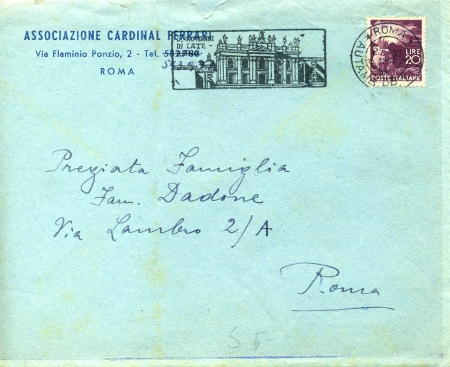 ASSOCIAZIONE CARDINAL FERRARI
Via Flaminio Ponzio, 2 - Tel.
ROMA
ROMA
LIRE
20
POSTE ITALIANE
Pregiata Famiglia
Fam. Dadone
Via Lambro 2/A
Roma